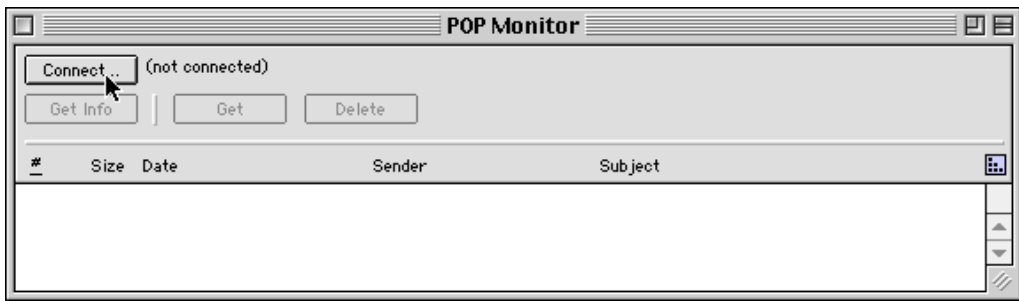 POP Monitor
Connect... (not connected)
Get Info Get Delete
# Size Date Sender Subject